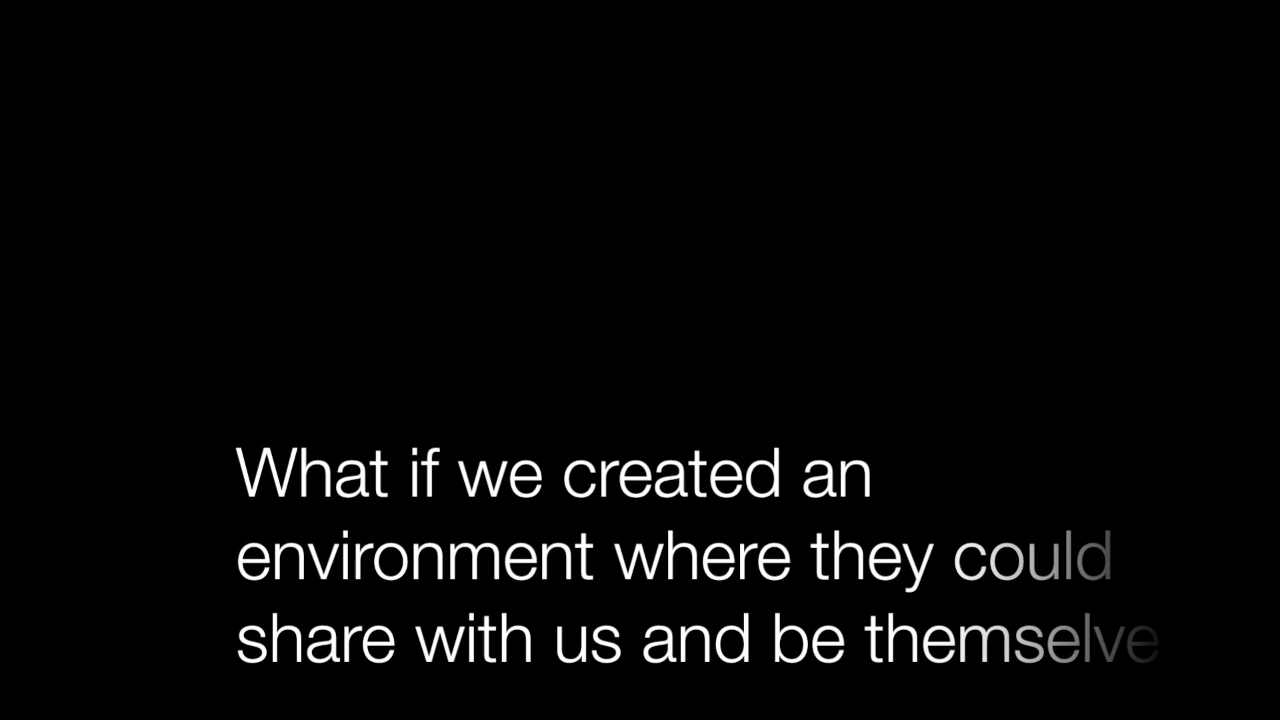 What if we created an
environment where they could
share with us and be themselve